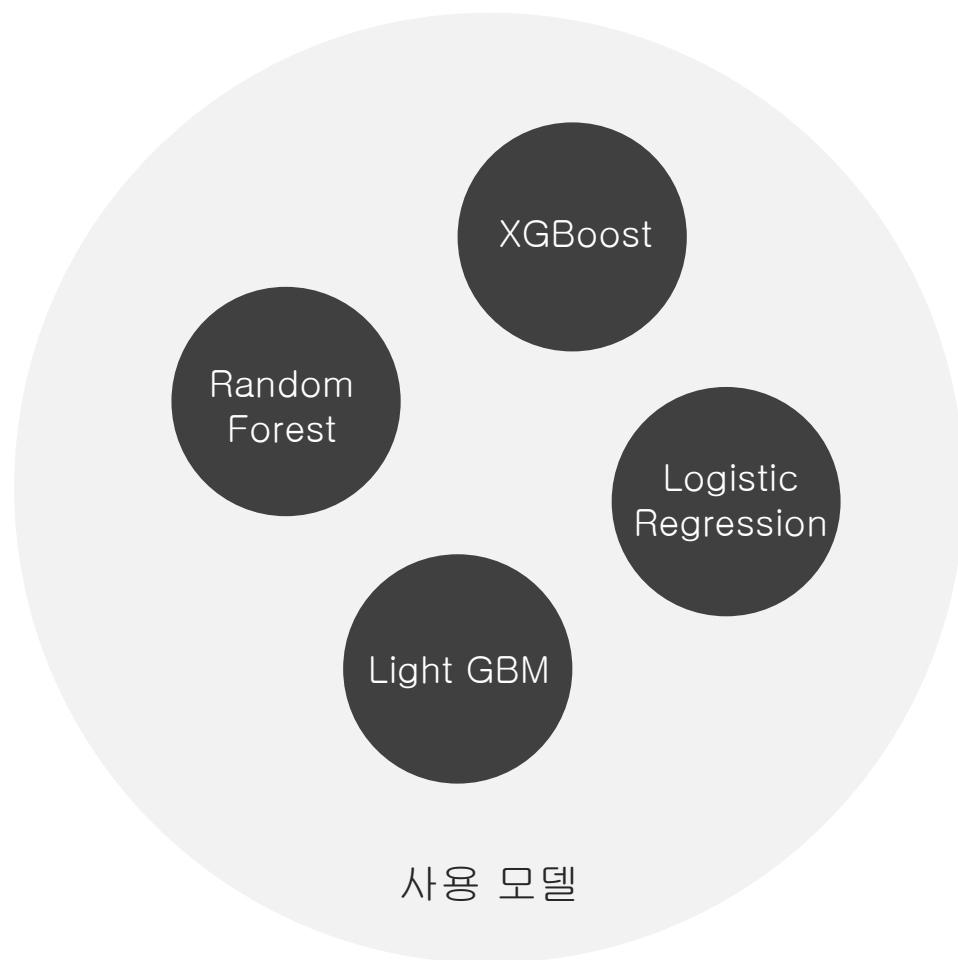 XGBoost
Random
Forest
Logistic
Regression
Light GBM
사용 모델